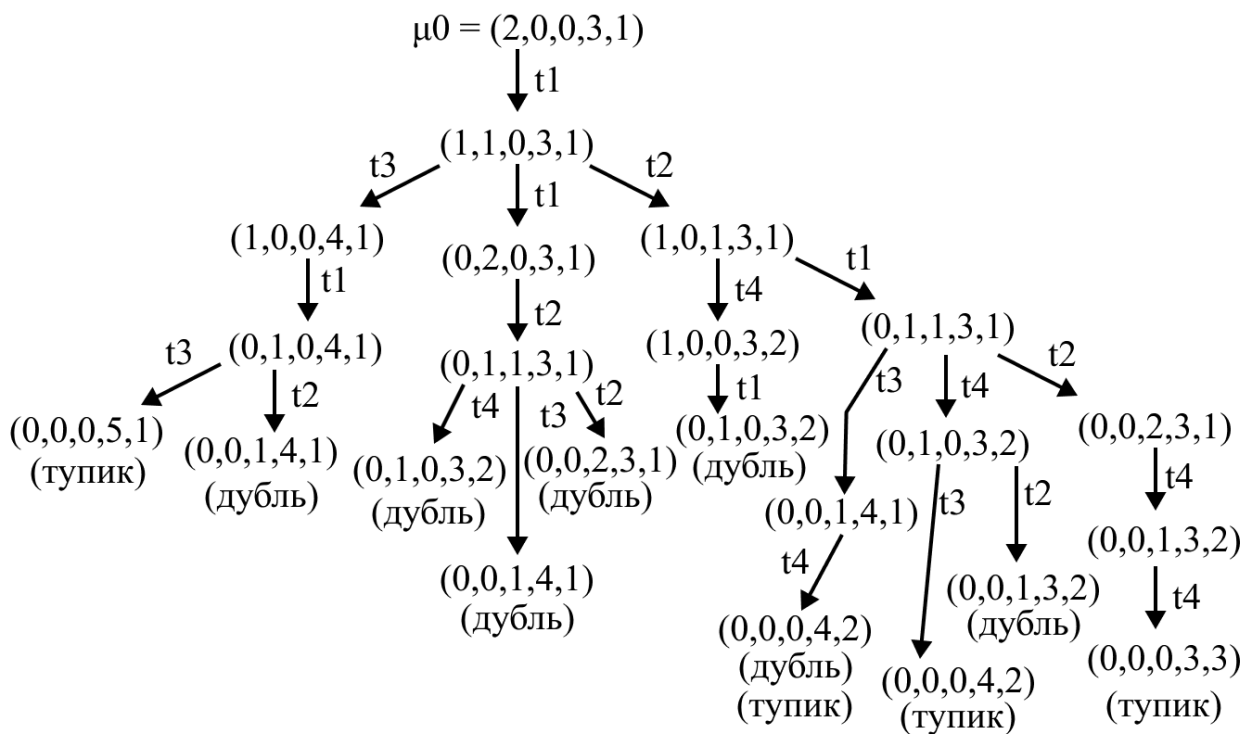 μ0 = (2,0,0,3,1)
t1
(1,1,0,3,1)
t3
t1
t2
(1,0,0,4,1)
(0,2,0,3,1)
(1,0,1,3,1)
t1
t2
t4
t1
(0,1,0,4,1)
(0,1,1,3,1)
(1,0,0,3,2)
(0,1,1,3,1)
t3
t2
t4
t3
t2
t1
t3
t4
t2
(0,0,0,5,1)
(тупик)
(0,0,1,4,1)
(дубль)
(0,1,0,3,2)
(дубль)
(0,0,2,3,1)
(дубль)
(0,1,0,3,2)
(дубль)
(0,1,0,3,2)
(0,0,2,3,1)
(0,0,1,4,1)
t3
t2
t4
(0,0,1,4,1)
(дубль)
t4
(0,0,1,3,2)
(дубль)
(0,0,1,3,2)
t4
(0,0,0,4,2)
(дубль)
(тупик)
(0,0,0,4,2)
(тупик)
(0,0,0,3,3)
(тупик)